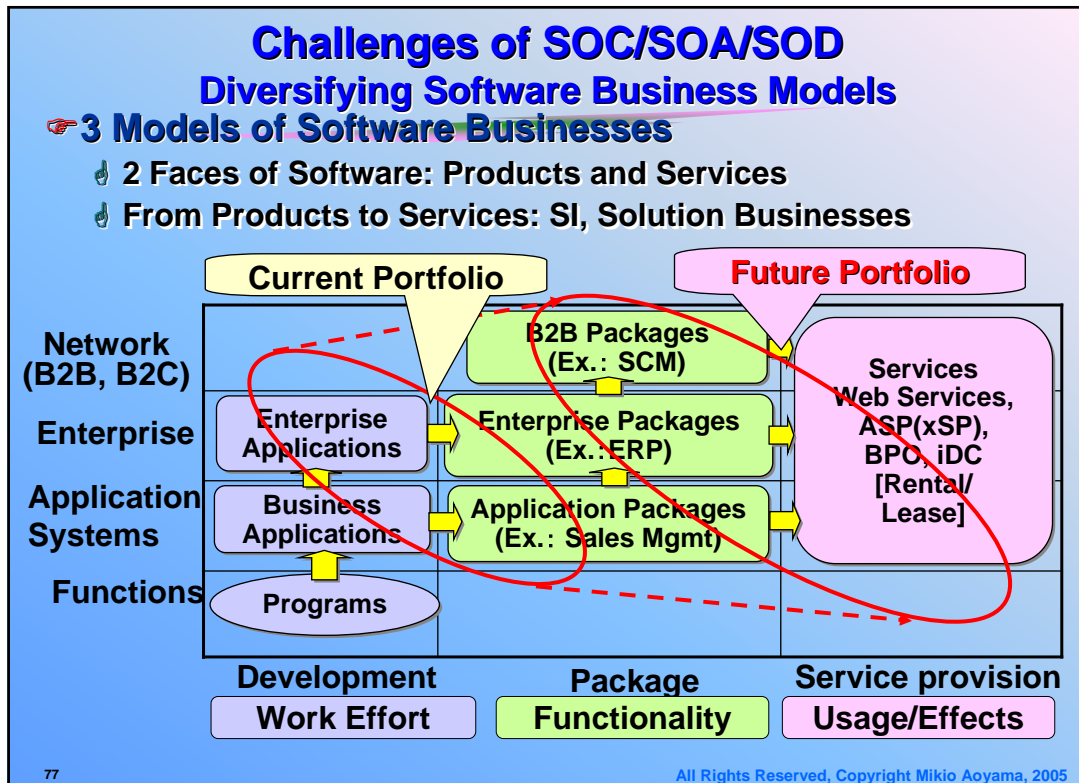 Challenges of SOC/SOA/SOD
Diversifying Software Business Models
3 Models of Software Businesses
2 Faces of Software: Products and Services
From Products to Services: SI, Solution Businesses
Current Portfolio
Future Portfolio
Network
(B2B, B2C)
B2B Packages
(Ex.: SCM)
Services
Web Services,
ASP(xSP),
BPO, iDC
[Rental/
Lease]
Enterprise
Enterprise
Applications
Enterprise Packages
(Ex.:ERP)
Application
Systems
Business
Applications
Application Packages
(Ex.: Sales Mgmt)
Functions
Programs
Development
Package
Service provision
Work Effort
Functionality
Usage/Effects
77
All Rights Reserved, Copyright Mikio Aoyama, 2005